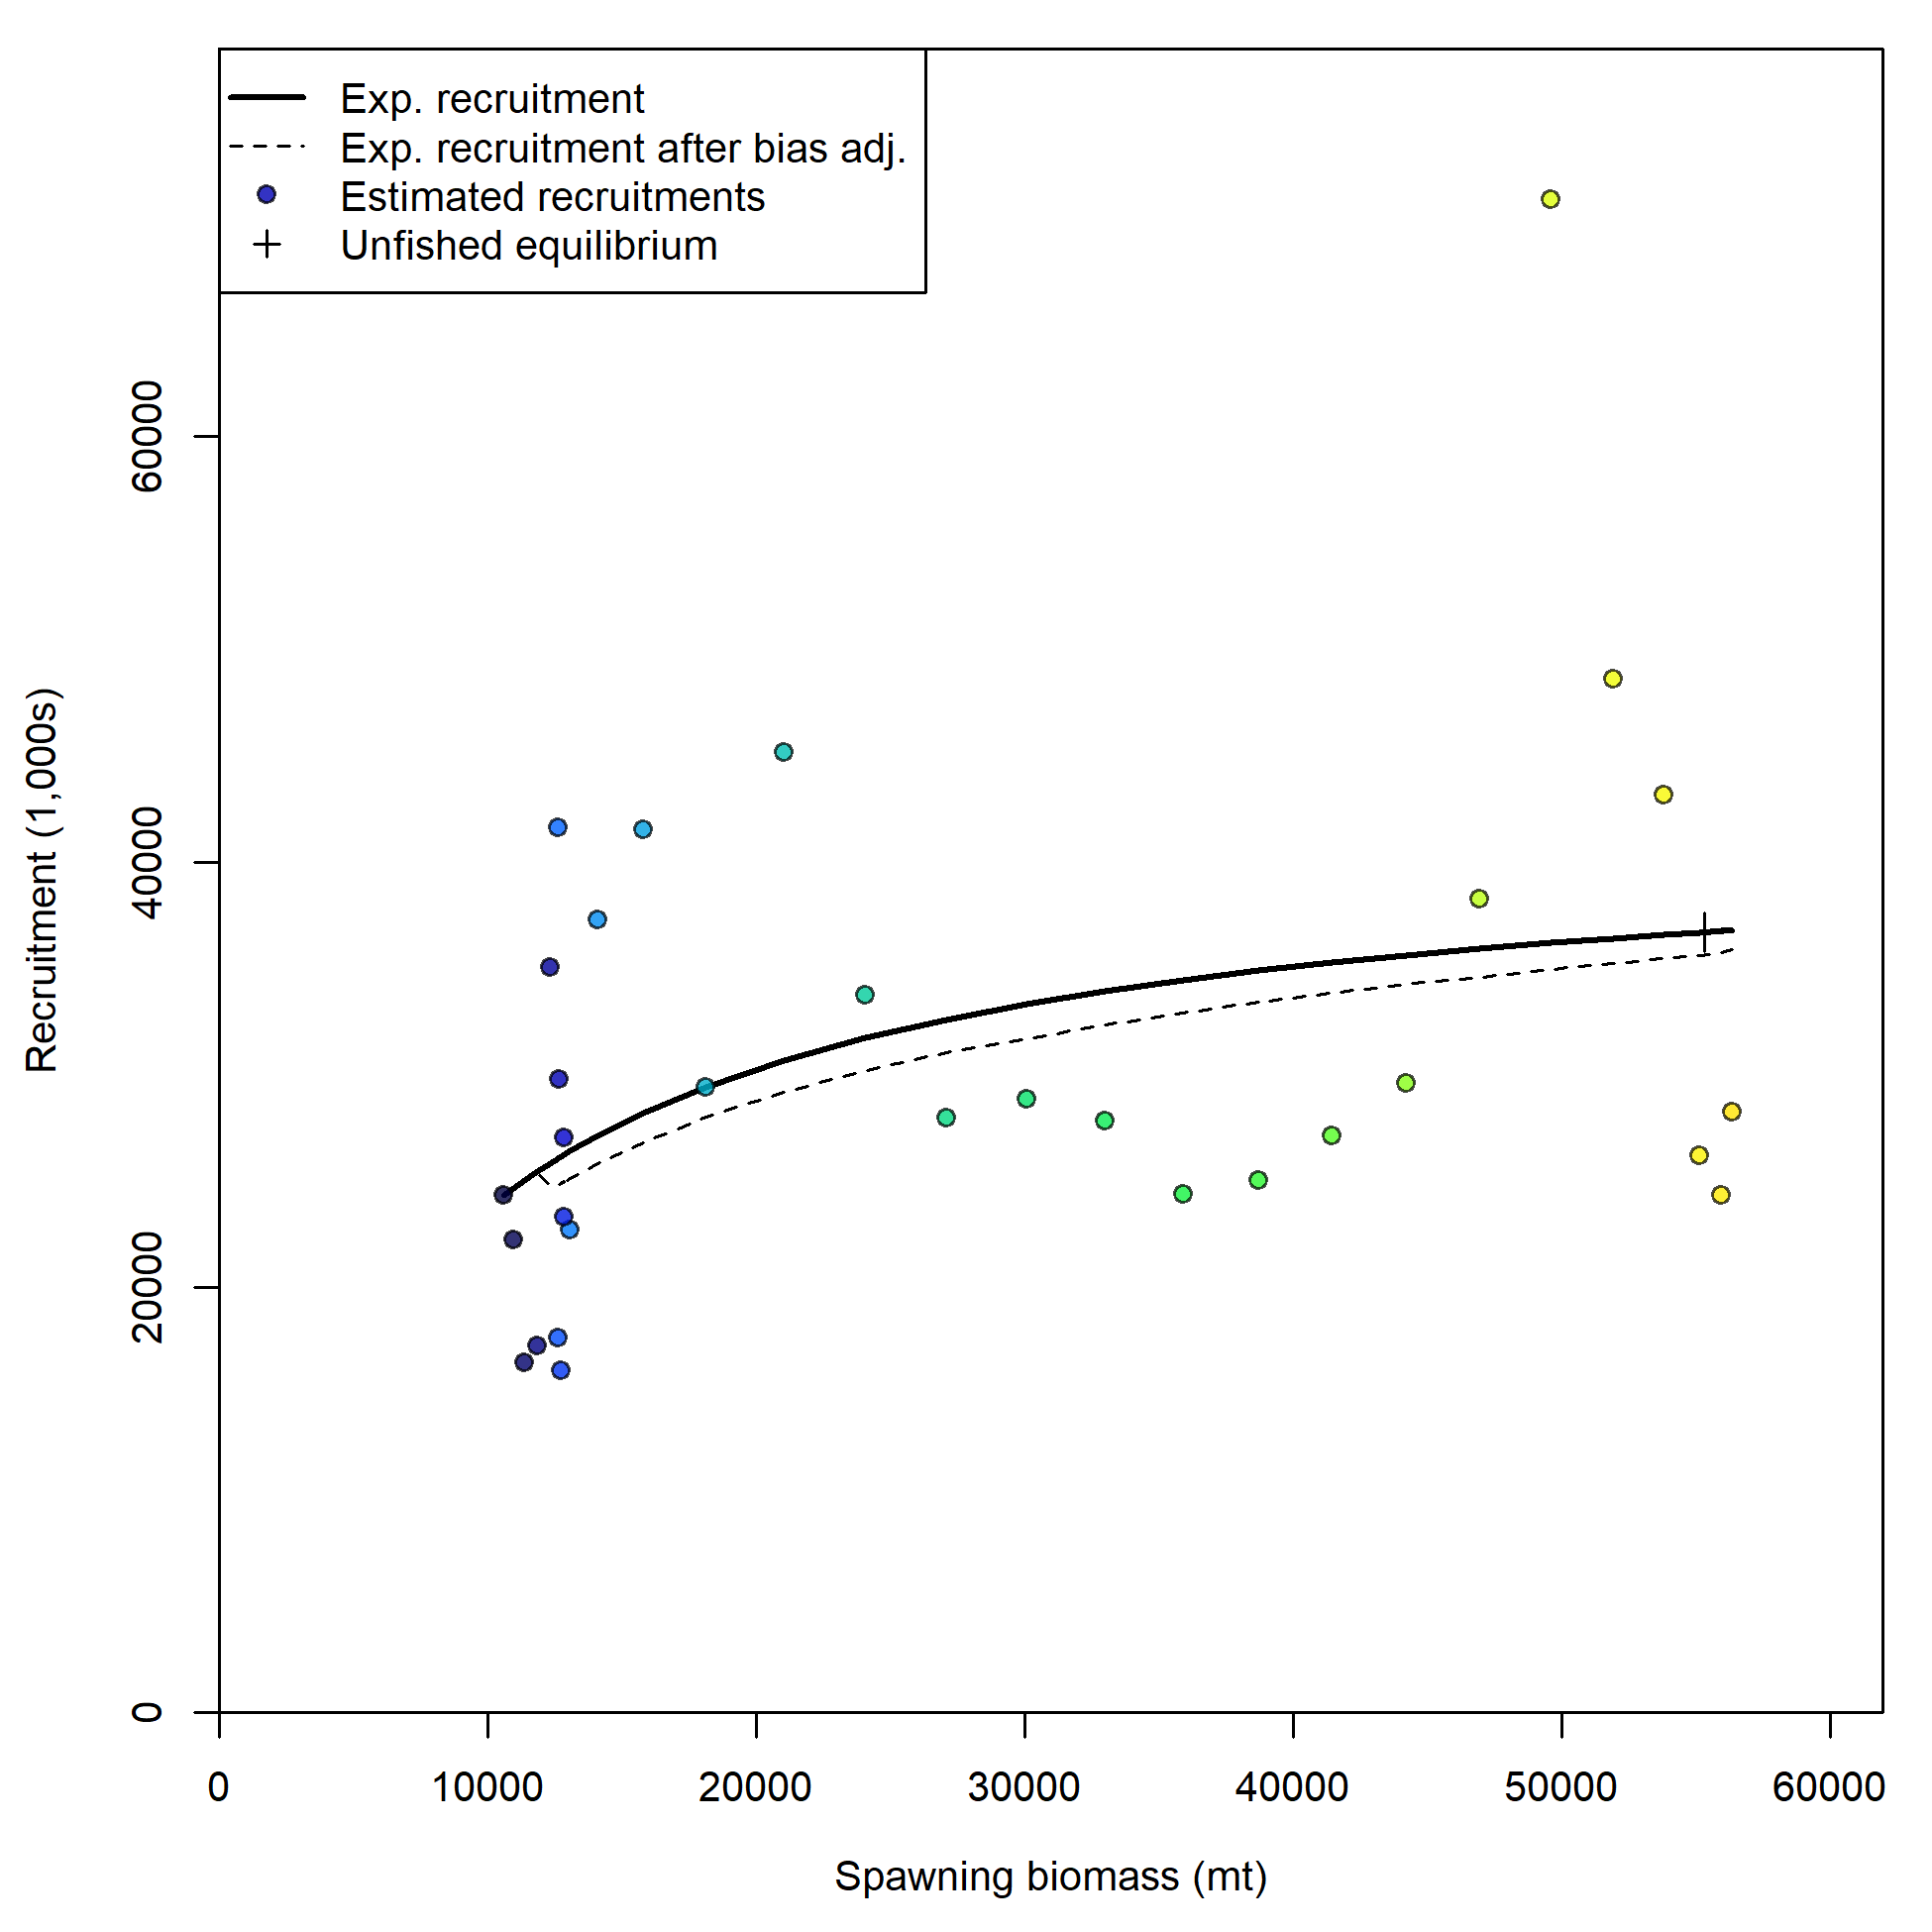 Exp. recruitment
Exp. recruitment after bias adj.
Estimated recruitments
Unfished equilibrium
60000
40000
20000
0
Recruitment (1,000s)
0 10000 20000 30000 40000 50000 60000
Spawning biomass (mt)